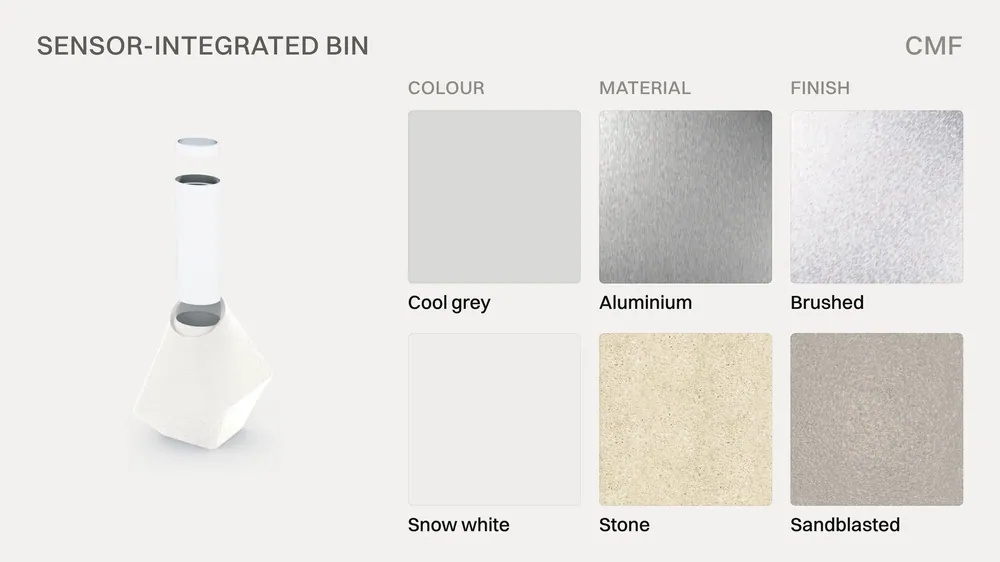 SENSOR-INTEGRATED BIN
CMF
COLOUR
MATERIAL
FINISH
Cool grey
Aluminium
Brushed
Snow white
Stone
Sandblasted